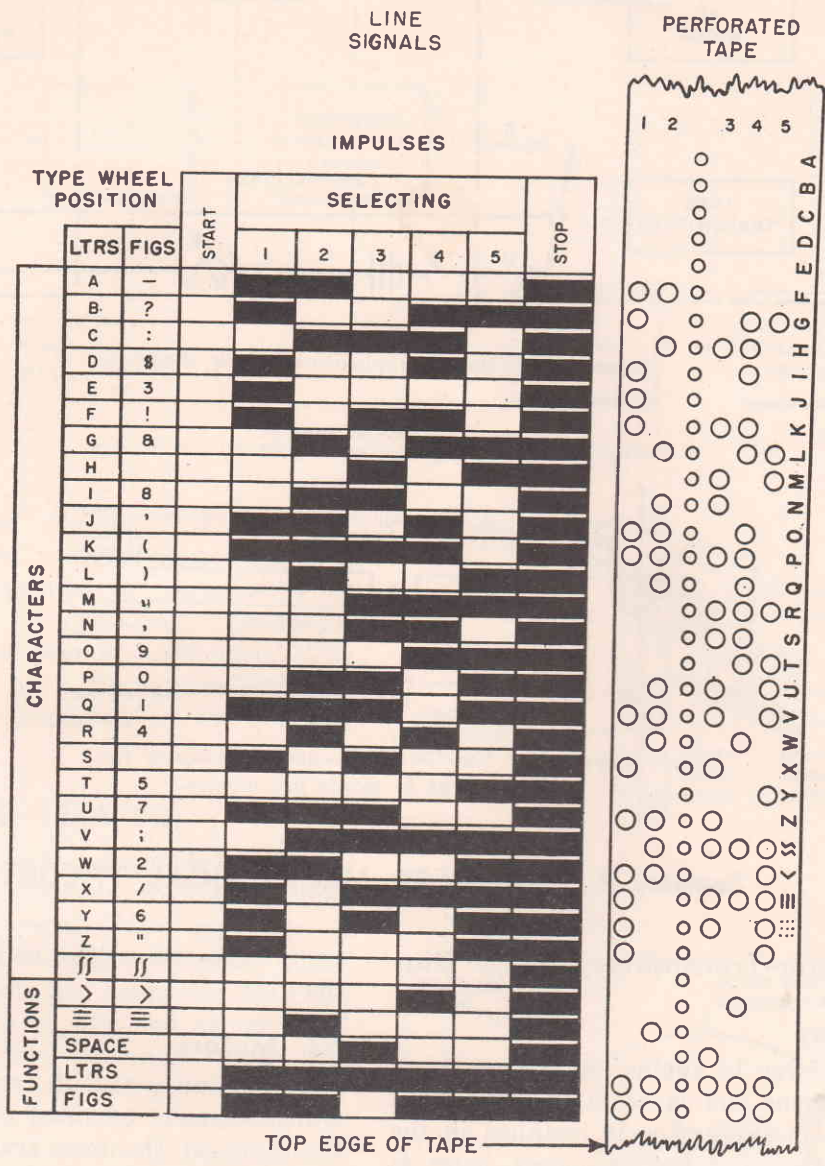 LINE
SIGNALS
PERFORATED
TAPE
1 2 3 4 5
IMPULSES
TYPE WHEEL
POSITION
START
SELECTING
STOP
LTRS FIGS
1 2 3 4 5
CHARACTERS
A —
B ?
C :
D $
E 3
F !
G &
H
I 8
J '
K (
L )
M
N ,
O 9
P 0
Q 1
R 4
S
T 5
U 7
V ;
W 2
X /
Y 6
Z "
∫∫ ∫∫
FUNCTIONS
> >
≡ ≡
SPACE
LTRS
FIGS
A
B
C
D
E
F
G
H
I
J
K
L
M
N
O
P
Q
R
S
T
U
V
W
X
Y
Z
∫∫
<
≡
TOP EDGE OF TAPE